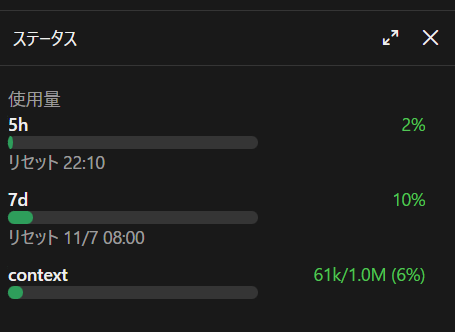 ステータス
使用量
5h 2%
リセット 22:10
7d 10%
リセット 11/7 08:00
context 61k/1.0M (6%)